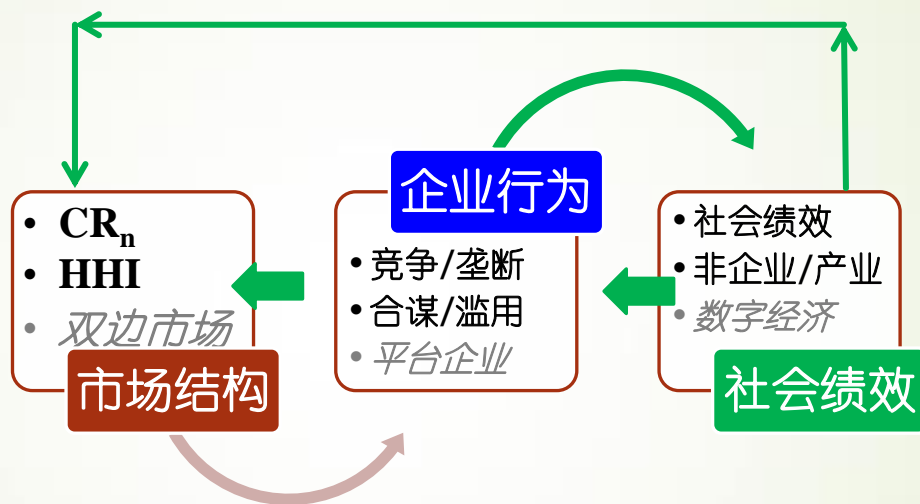 • CRn
• HHI
• 双边市场
市场结构
企业行为
• 竞争/垄断
• 合谋/滥用
• 平台企业
• 社会绩效
• 非企业/产业
• 数字经济
社会绩效